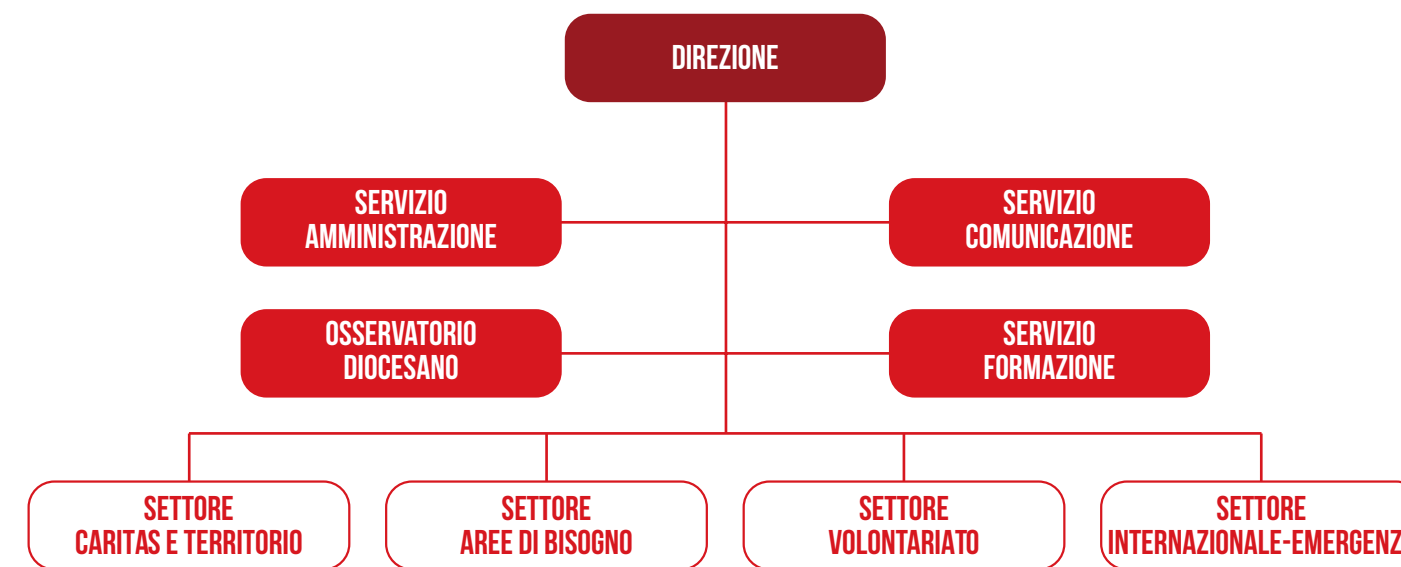 DIREZIONE
SERVIZIO
AMMINISTRAZIONE
SERVIZIO
COMUNICAZIONE
OSSERVATORIO
DIOCESANO
SERVIZIO
FORMAZIONE
SETTORE
CARITAS E TERRITORIO
SETTORE
AREE DI BISOGNO
SETTORE
VOLONTARIATO
SETTORE
INTERNAZIONALE-EMERGENZ